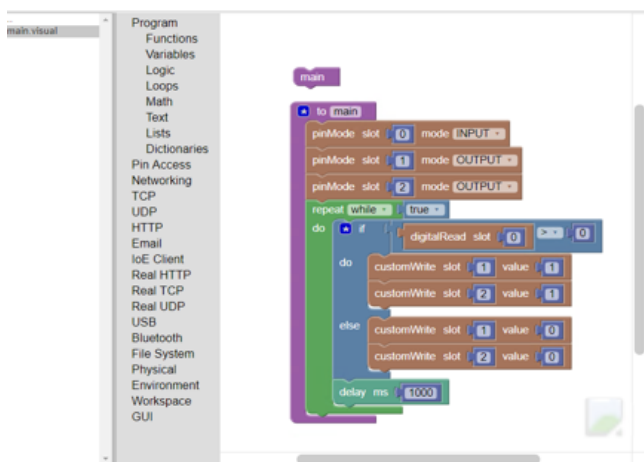 main.visual
Program
Functions
Variables
Logic
Loops
Math
Text
Lists
Dictionaries
Pin Access
Networking
TCP
UDP
HTTP
Email
IoE Client
Real HTTP
Real TCP
Real UDP
USB
Bluetooth
File System
Physical
Environment
Workspace
GUI
main
to main
pinMode slot 0 mode INPUT
pinMode slot 1 mode OUTPUT
pinMode slot 2 mode OUTPUT
repeat while true
do if digitalRead slot 0 > 0
do customWrite slot 1 value 1
customWrite slot 2 value 1
else customWrite slot 1 value 0
customWrite slot 2 value 0
delay ms 1000